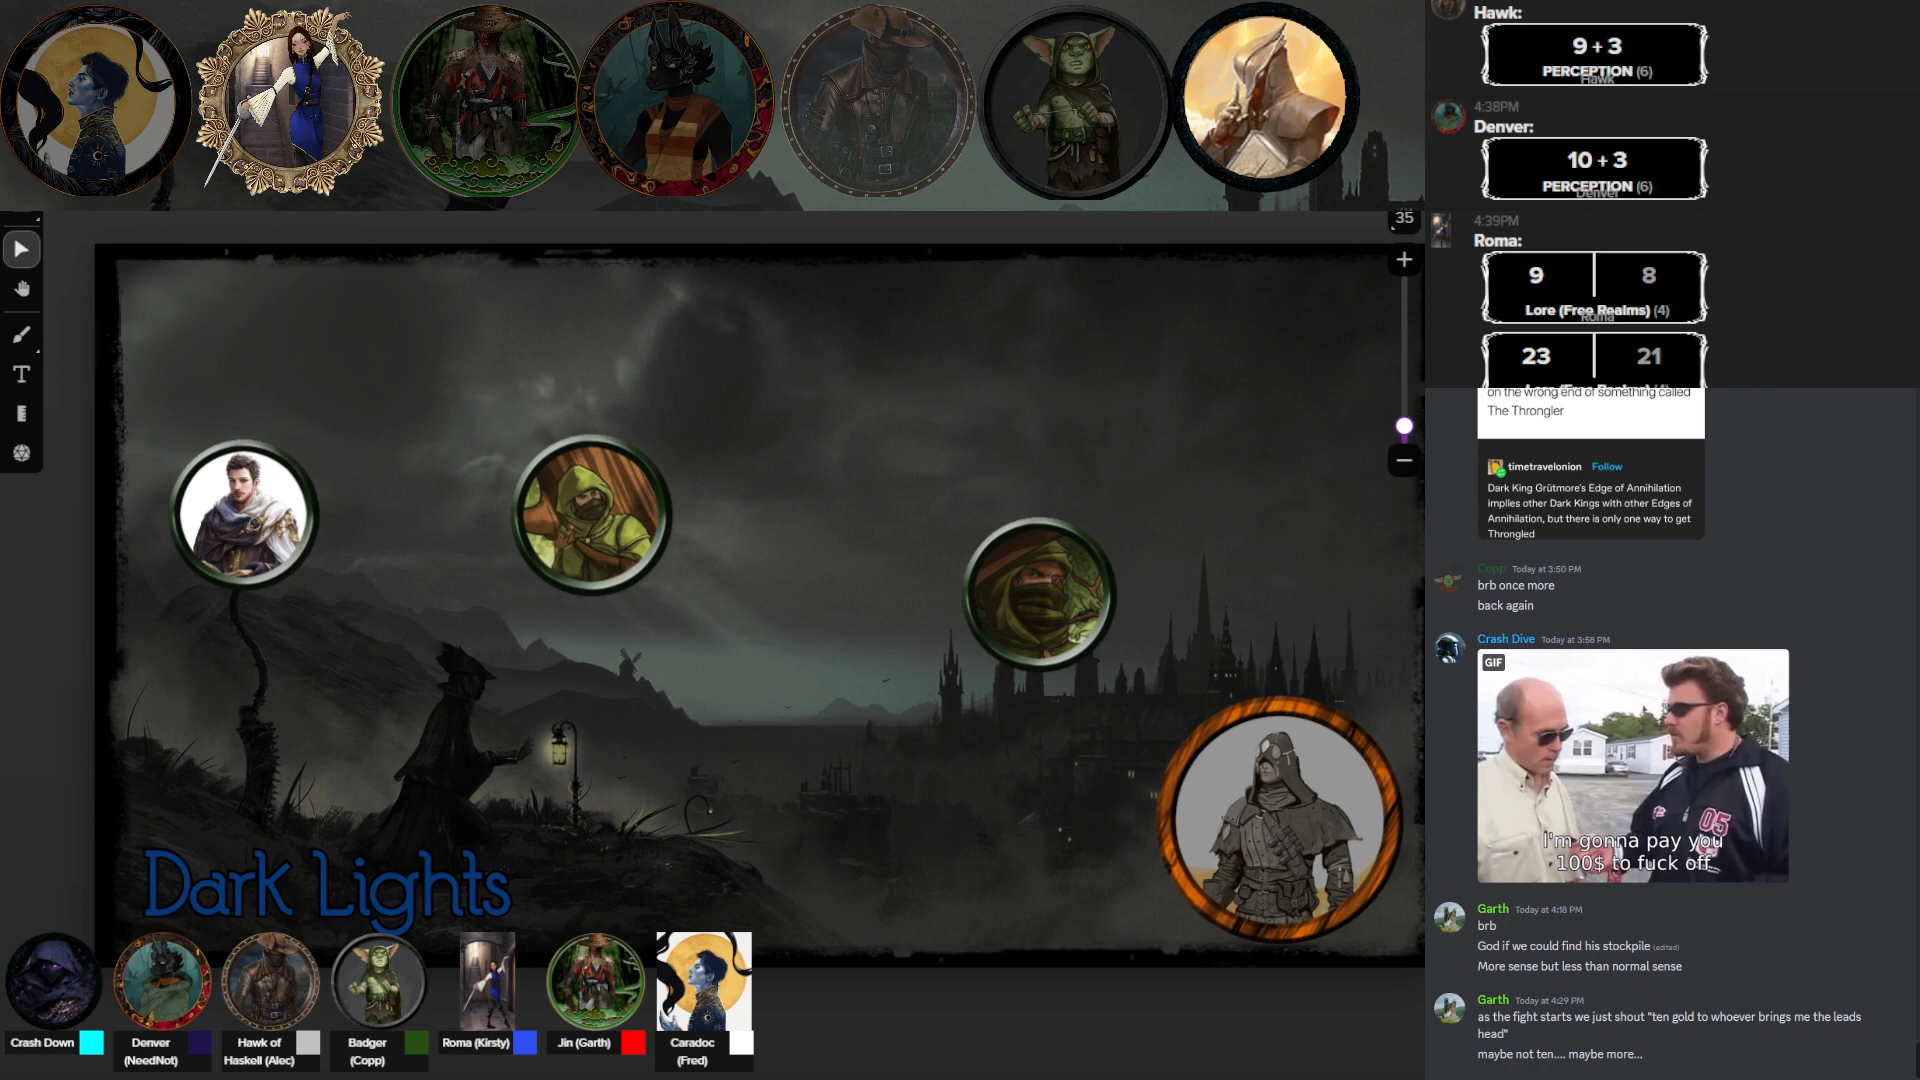 Hawk:
9 + 3
PERCEPTION (6)
Hawk
4:38PM
Denver:
10 + 3
PERCEPTION (6)
Denver
35
4:39PM
Roma:
9 8
Lore (Free Realms) (4)
Roma
23 21
on the wrong end of something called
The Throngler
timetravelonion Follow
Dark King Grûtmore's Edge of Annihilation
implies other Dark Kings with other Edges of
Annihilation, but there is only one way to get
Throngled
Copp Today at 3:50 PM
brb once more
back again
Crash Dive Today at 3:58 PM
GIF
05
I'm gonna pay you
100$ to fuck off.
Garth Today at 4:18 PM
brb
God if we could find his stockpile (edited)
More sense but less than normal sense
Garth Today at 4:29 PM
as the fight starts we just shout "ten gold to whoever brings me the leads
head"
maybe not ten.... maybe more...
Dark Lights
Crash Down
Denver
(NeedNot)
Hawk of
Haskell (Alec)
Badger
(Copp)
Roma (Kirsty)
Jin (Garth)
Caradoc
(Fred)